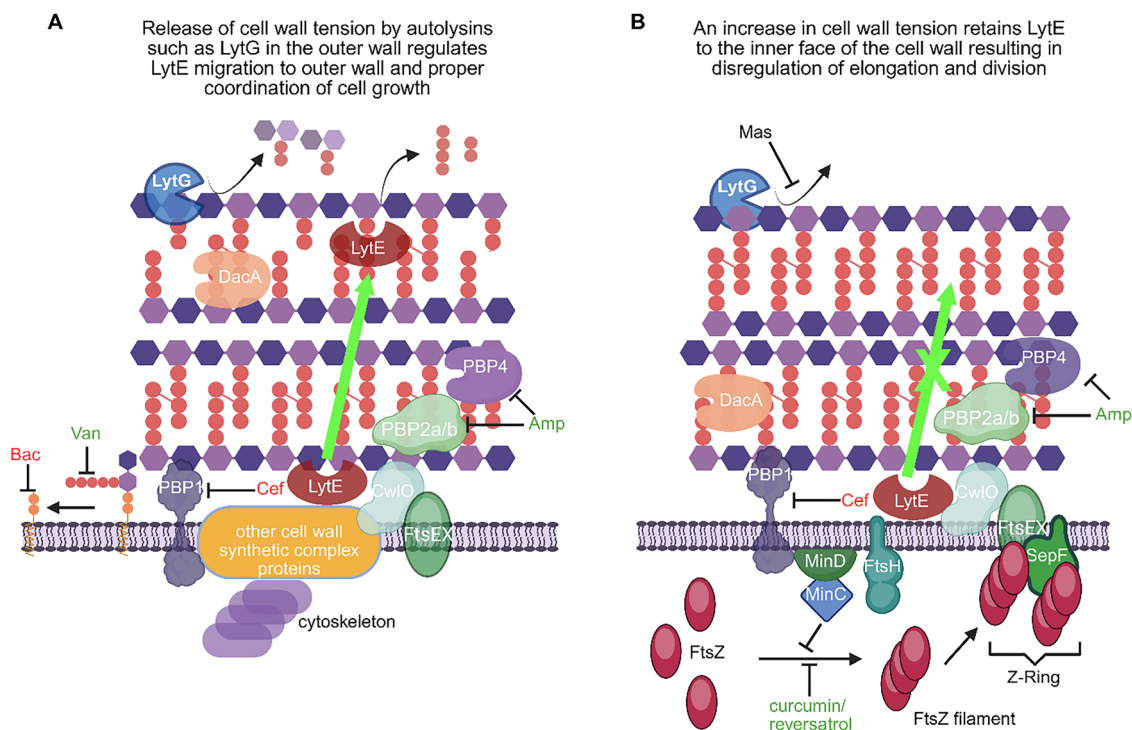 A
Release of cell wall tension by autolysins
such as LytG in the outer wall regulates
LytE migration to outer wall and proper
coordination of cell growth
LytG
LytE
DacA
PBP4
PBP2a/b
Amp
Van
Bac
PBP1
Cef
LytE
CwlO
FtsEX
other cell wall
synthetic complex
proteins
cytoskeleton
B
An increase in cell wall tension retains LytE
to the inner face of the cell wall resulting in
disregulation of elongation and division
Mas
LytG
PBP4
DacA
PBP2a/b
Amp
PBP1
Cef
LytE
CwlO
FtsEX
SepF
MinD
FtsH
MinC
FtsZ
Z-Ring
curcumin/
reversatrol
FtsZ filament